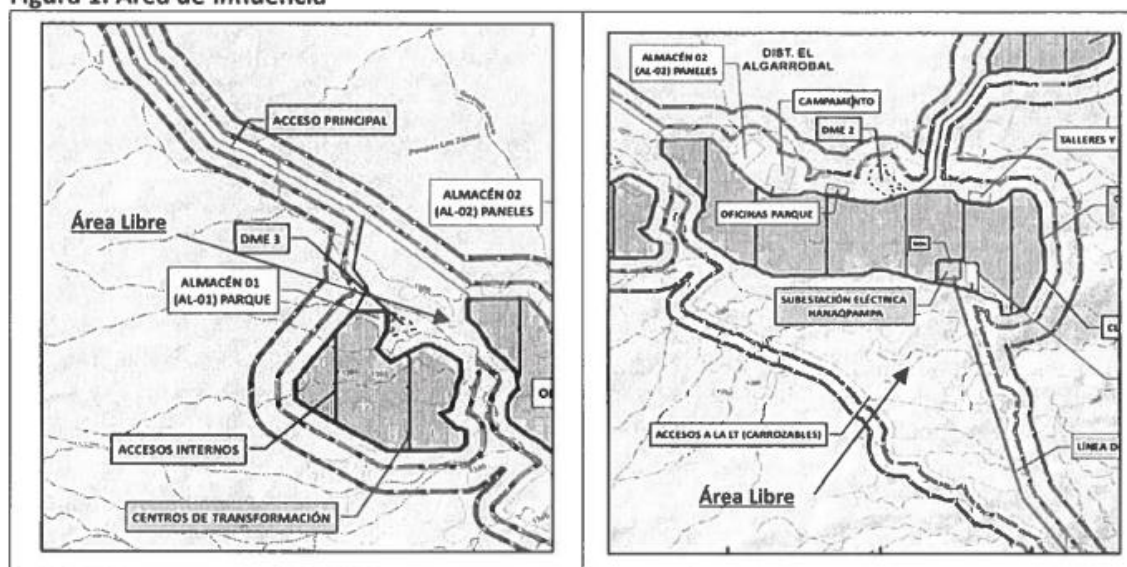 Figura 1. Área de Influencia
ACCESO PRINCIPAL
ALMACÉN 02
(AL-02) PANELES
Área Libre
DME 3
ALMACÉN 01
(AL-01) PARQUE
ACCESOS INTERNOS
CENTROS DE TRANSFORMACIÓN
ALMACÉN 02
(AL-02) PANELES
DIST. EL
ALGARROBAL
CAMPAMENTO
DME 2
TALLERES Y
OFICINAS PARQUE
SUBESTACIÓN ELÉCTRICA
HANAQPAMPA
ACCESOS A LA LT (CARROZABLES)
Área Libre